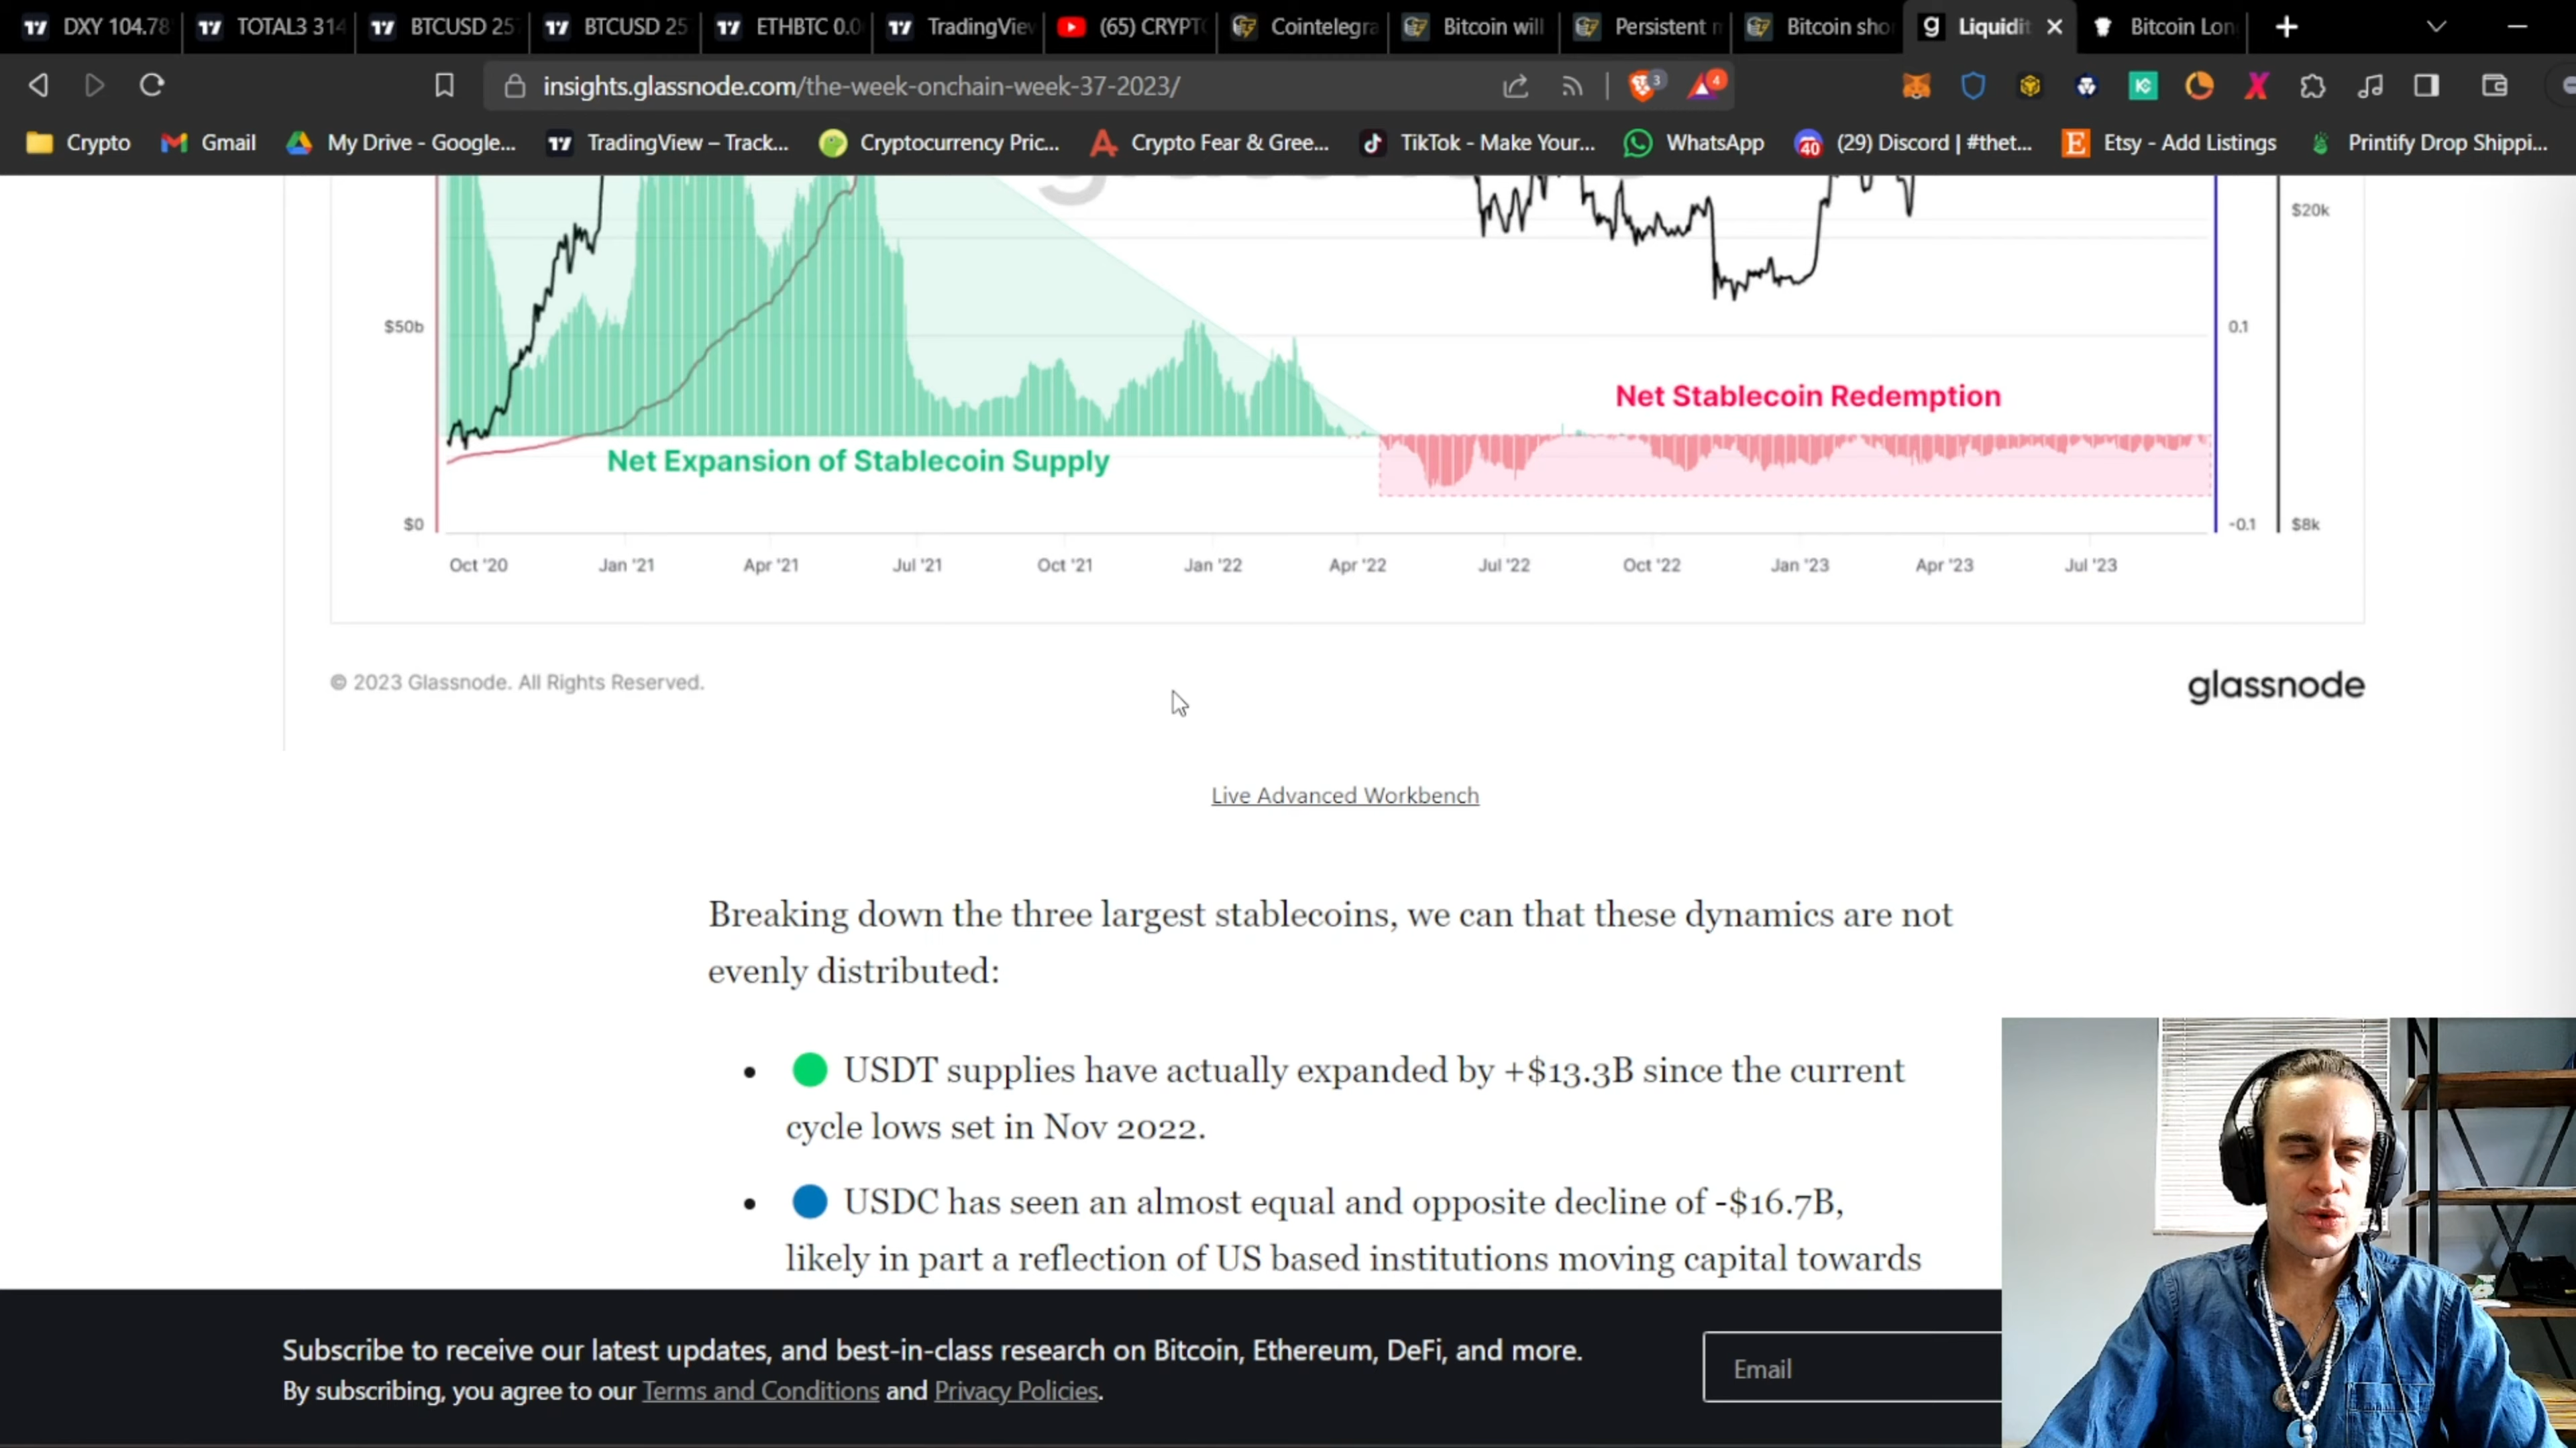 DXY 104.78
TOTAL3 314
BTCUSD 25
BTCUSD 25
ETHBTC 0.0
TradingView
(65) CRYPTO
Cointelegra
Bitcoin will
Persistent
Bitcoin sho
Liquidit
Bitcoin Lon
insights.glassnode.com/the-week-onchain-week-37-2023/
3
4
Crypto
Gmail
My Drive - Google...
TradingView – Track...
Cryptocurrency Pric...
Crypto Fear & Gree...
TikTok - Make Your...
WhatsApp
40
(29) Discord | #thet...
Etsy - Add Listings
Printify Drop Shippi...
$20k
$50b
0.1
Net Stablecoin Redemption
Net Expansion of Stablecoin Supply
$0
-0.1
$8k
Oct '20
Jan '21
Apr '21
Jul '21
Oct '21
Jan '22
Apr '22
Jul '22
Oct '22
Jan '23
Apr '23
Jul '23
© 2023 Glassnode. All Rights Reserved.
glassnode
Live Advanced Workbench
Breaking down the three largest stablecoins, we can that these dynamics are not
evenly distributed:
• USDT supplies have actually expanded by +$13.3B since the current
cycle lows set in Nov 2022.
• USDC has seen an almost equal and opposite decline of -$16.7B,
likely in part a reflection of US based institutions moving capital towards
Subscribe to receive our latest updates, and best-in-class research on Bitcoin, Ethereum, DeFi, and more.
By subscribing, you agree to our Terms and Conditions and Privacy Policies.
Email